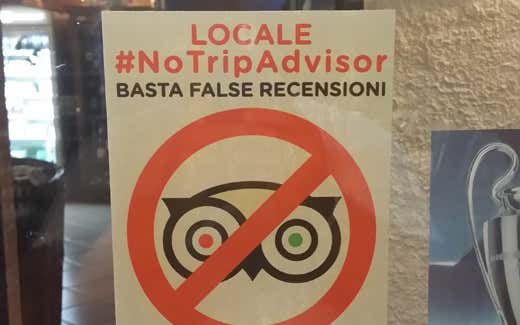 LOCALE
#NoTripAdvisor
BASTA FALSE RECENSIONI